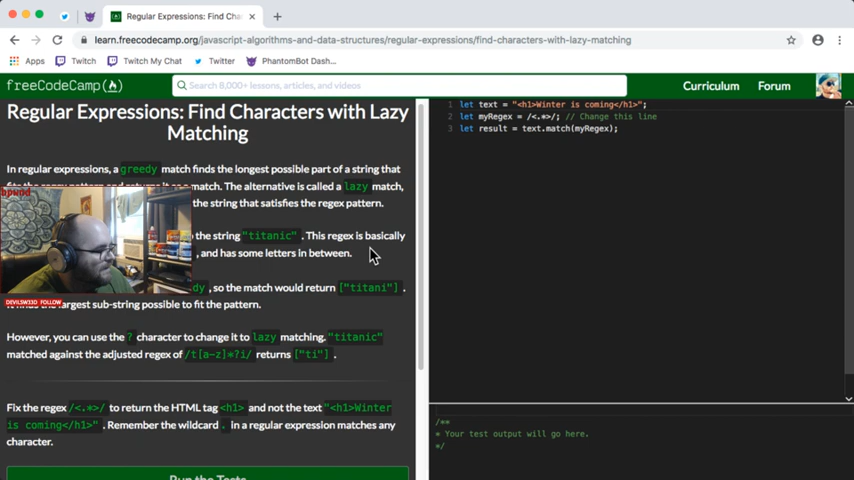 Regular Expressions: Find Cha
learn.freecodecamp.org/javascript-algorithms-and-data-structures/regular-expressions/find-characters-with-lazy-matching
Apps Twitch Twitch My Chat Twitter PhantomBot Dash...
freeCodeCamp(🔥) Search 8,000+ lessons, articles, and videos Curriculum Forum
Regular Expressions: Find Characters with Lazy
Matching
In regular expressions, a greedy match finds the longest possible part of a string that
match. The alternative is called a lazy match,
the string that satisfies the regex pattern.
the string "titanic". This regex is basically
, and has some letters in between.
dy, so the match would return ["titani"].
largest sub-string possible to fit the pattern.
However, you can use the ? character to change it to lazy matching. "titanic"
matched against the adjusted regex of /t[a-z]*?i/ returns ["ti"].
Fix the regex /<.*>/ to return the HTML tag <h1> and not the text "<h1>Winter
is coming</h1>". Remember the wildcard . in a regular expression matches any
character.
Run the Tests
1 let text = "<h1>Winter is coming</h1>";
2 let myRegex = /<.*>/; // Change this line
3 let result = text.match(myRegex);
/**
* Your test output will go here.
*/
DEVILSW33D FOLLOW